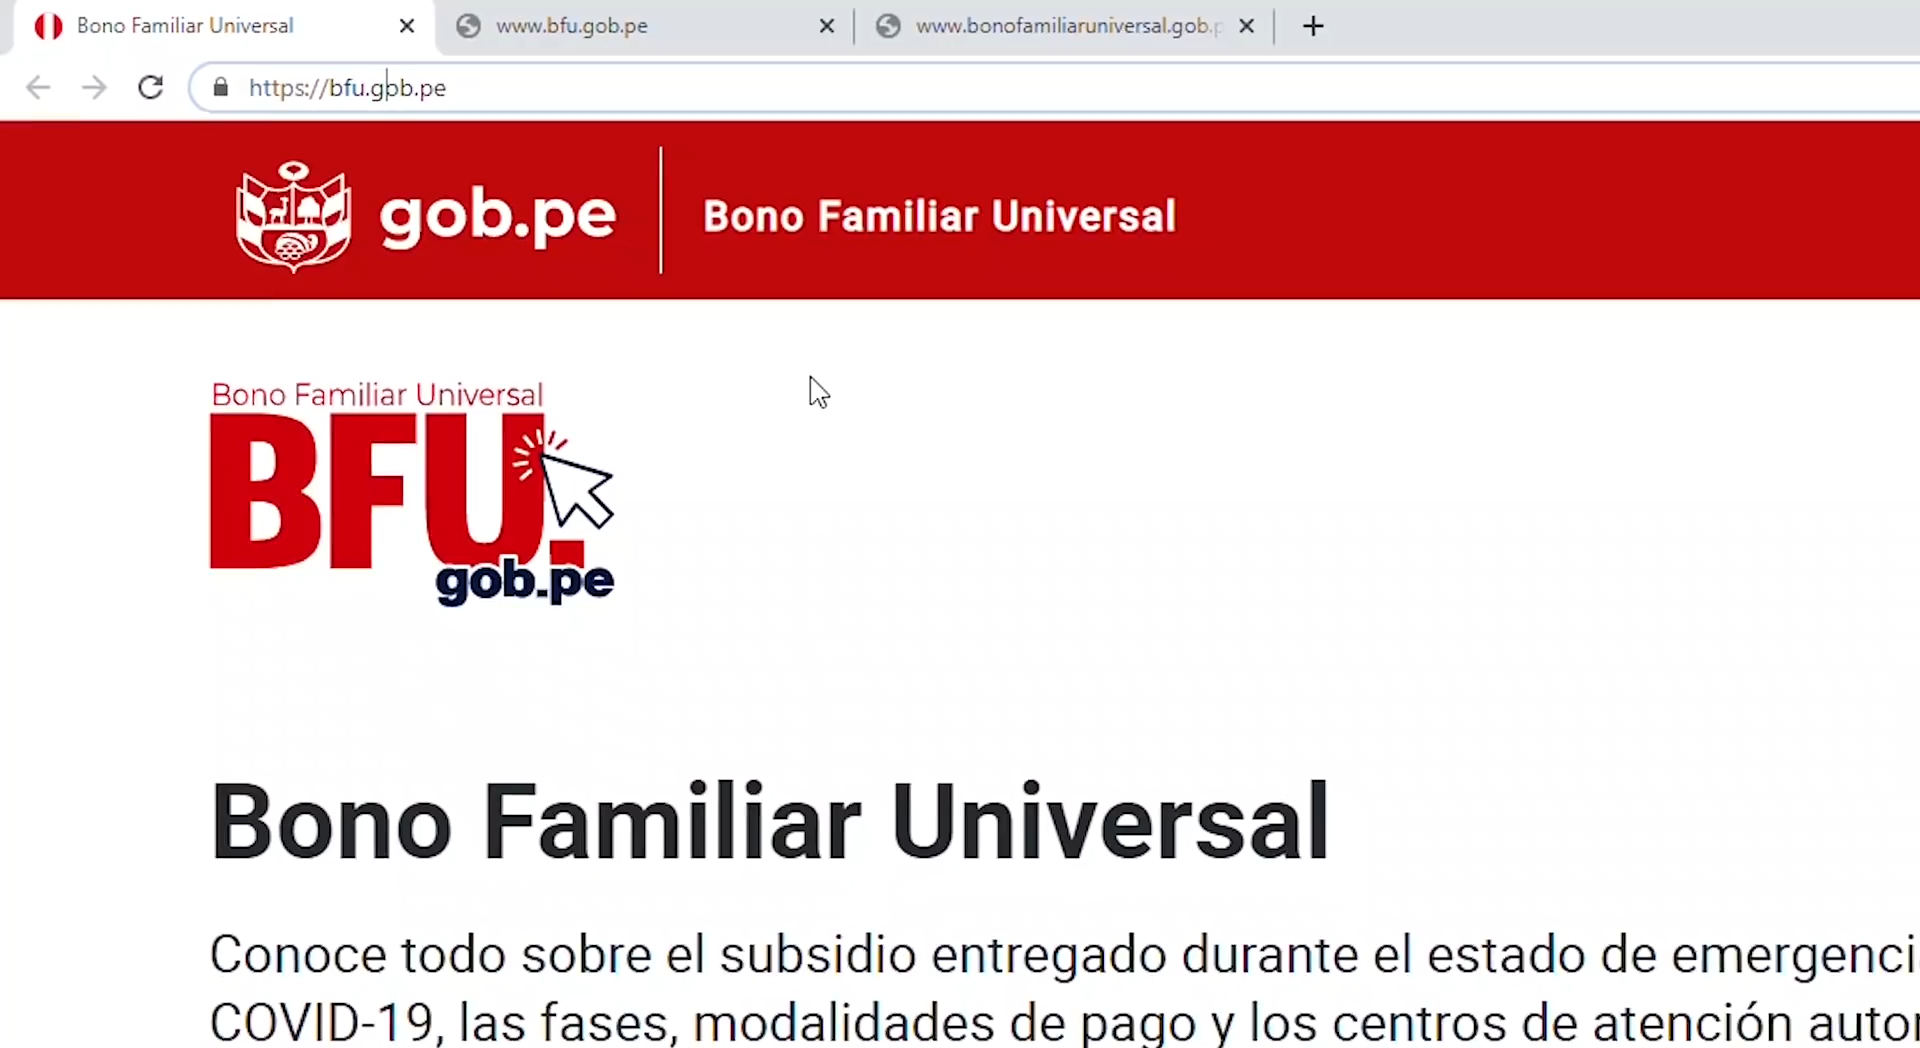 Bono Familiar Universal
www.bfu.gob.pe
www.bonofamiliaruniversal.gob.p
https://bfu.gob.pe
gob.pe
Bono Familiar Universal
Bono Familiar Universal
BFU.
gob.pe
Bono Familiar Universal
Conoce todo sobre el subsidio entregado durante el estado de emergenci
COVID-19, las fases, modalidades de pago y los centros de atención autor